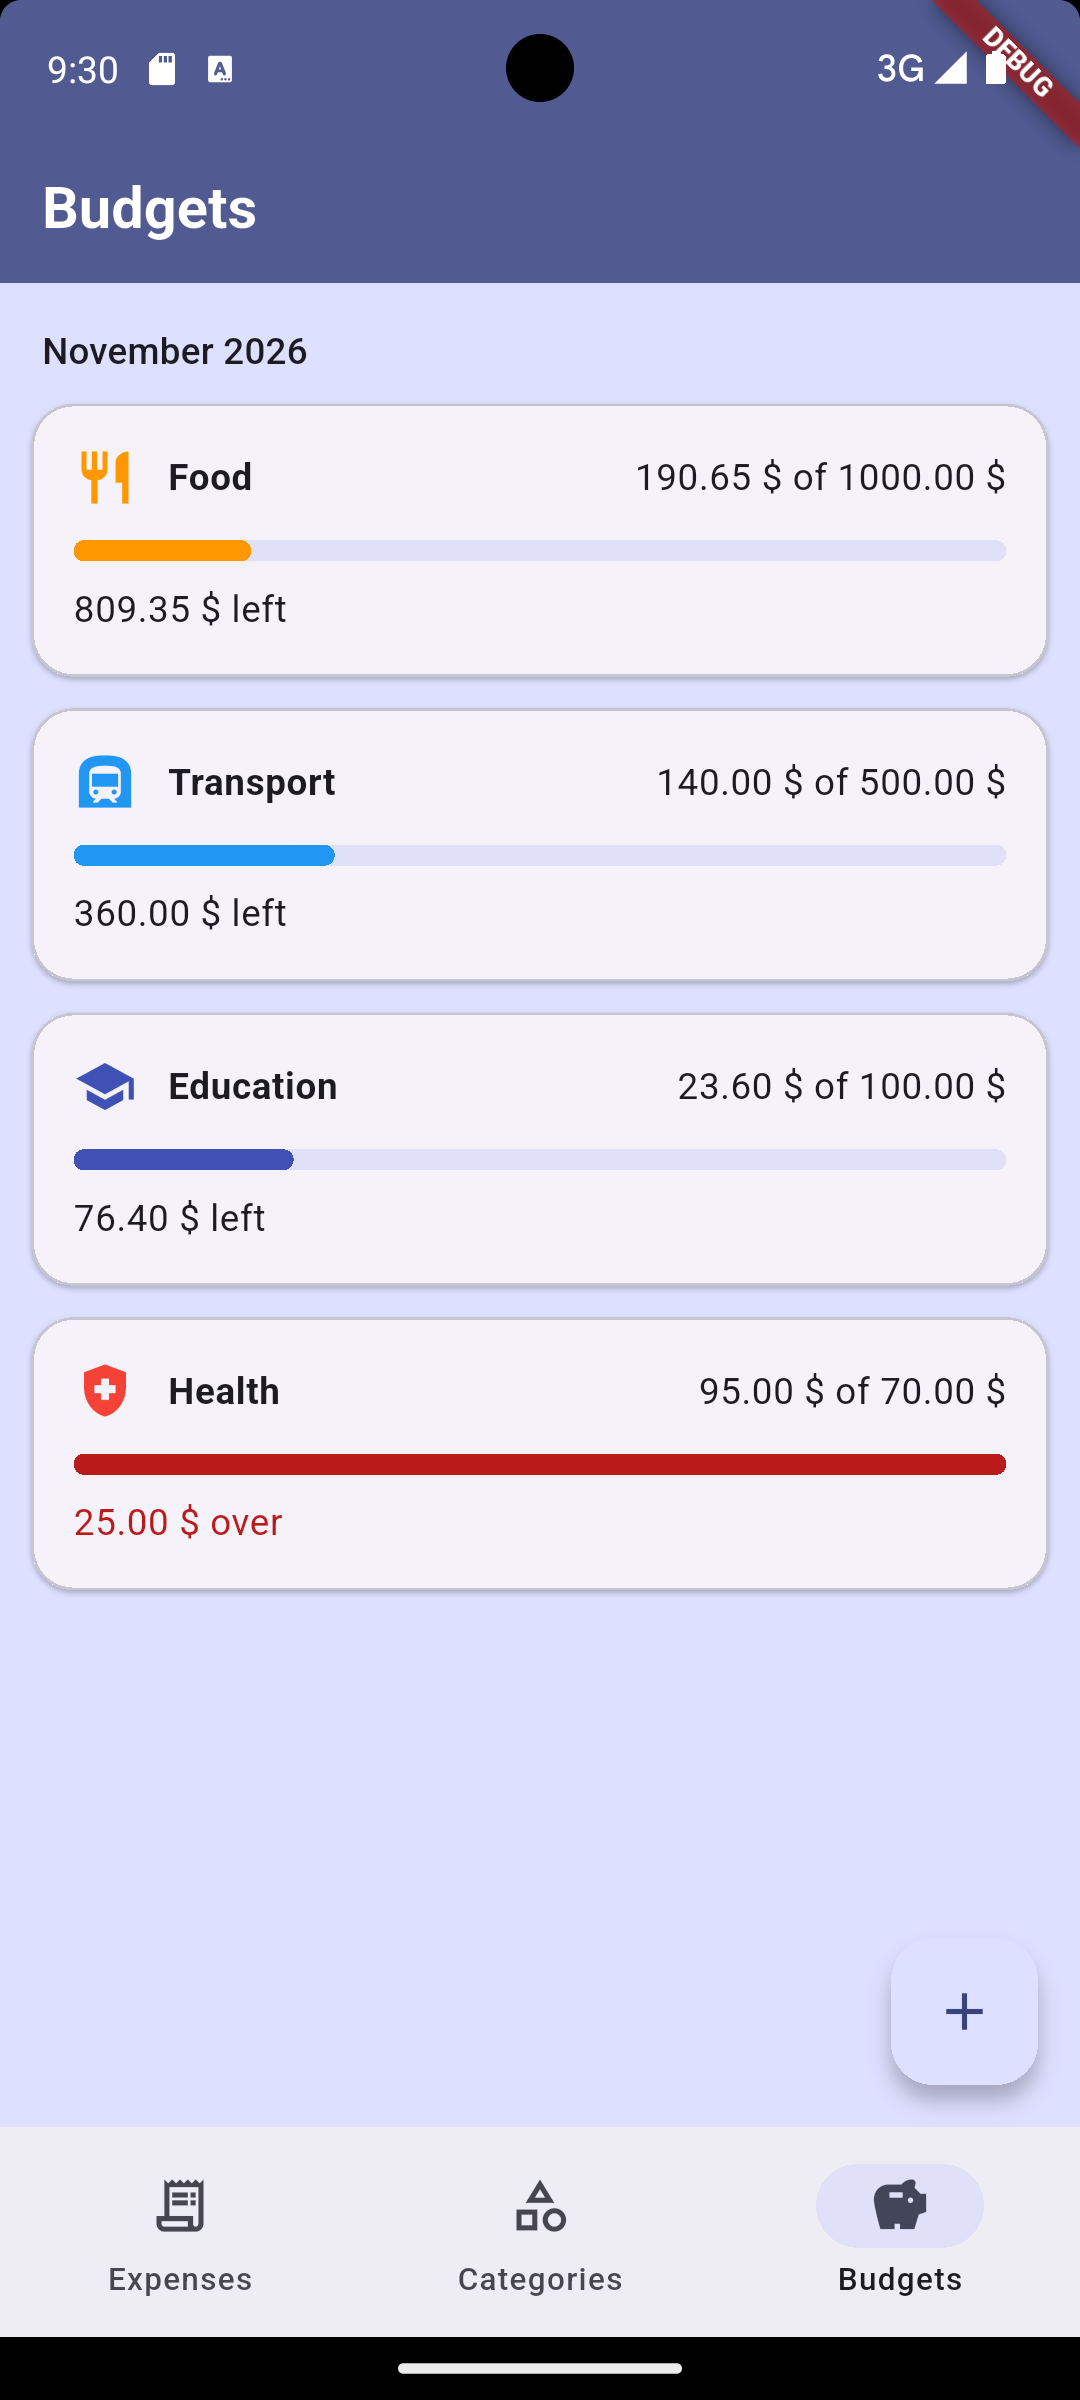 9:30
3G
DEBUG
Budgets
November 2026
Food 190.65 $ of 1000.00 $
809.35 $ left
Transport 140.00 $ of 500.00 $
360.00 $ left
Education 23.60 $ of 100.00 $
76.40 $ left
Health 95.00 $ of 70.00 $
25.00 $ over
Expenses Categories Budgets